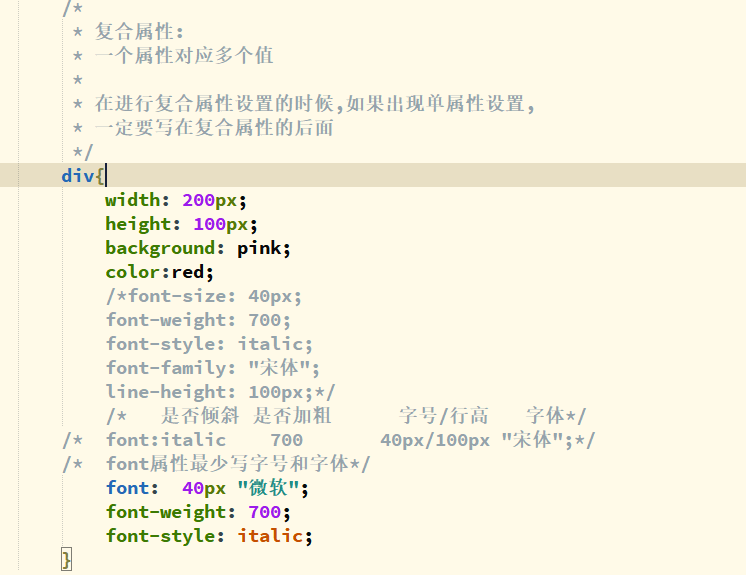 /*
 * 复合属性:
 * 一个属性对应多个值
 *
 * 在进行复合属性设置的时候,如果出现单属性设置,
 * 一定要写在复合属性的后面
 */
div{
    width: 200px;
    height: 100px;
    background: pink;
    color:red;
    /*font-size: 40px;
    font-weight: 700;
    font-style: italic;
    font-family: "宋体";
    line-height: 100px;*/
    /*   是否倾斜 是否加粗      字号/行高   字体*/
/*  font:italic    700       40px/100px "宋体";*/
/*  font属性最少写字号和字体*/
    font:  40px "微软";
    font-weight: 700;
    font-style: italic;
}